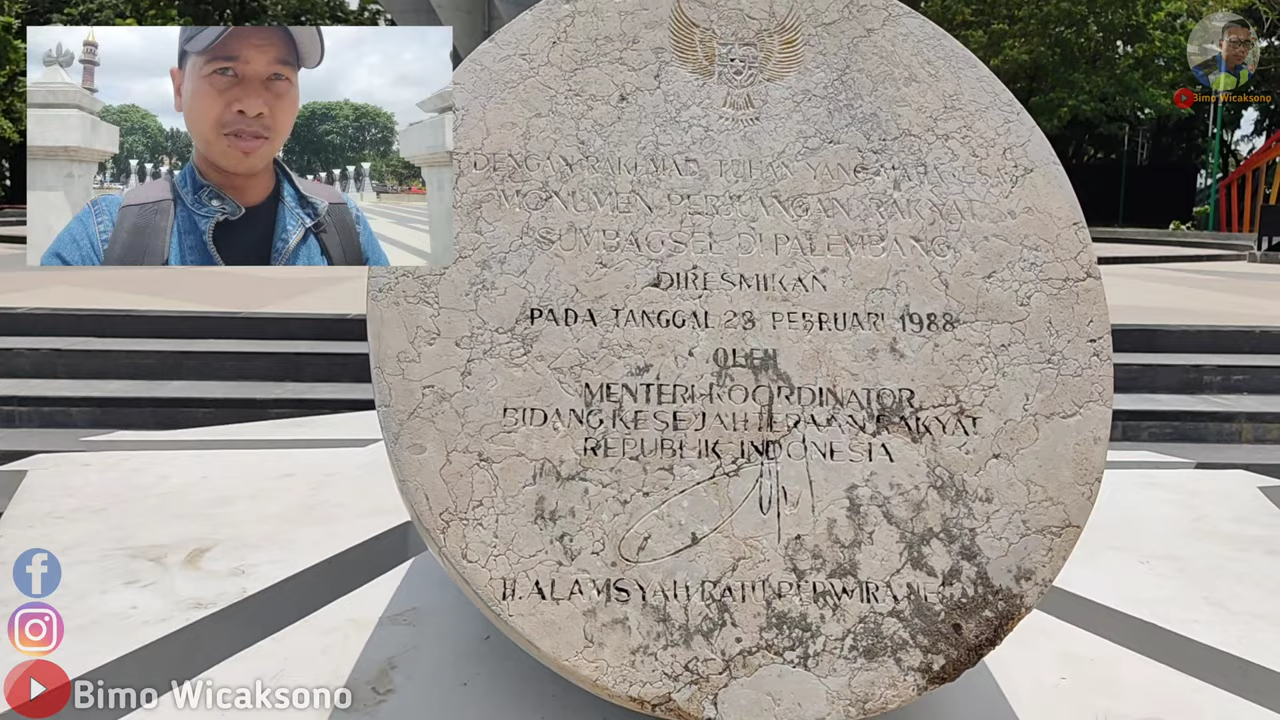 Bimo Wicaksono
DENGAN RAKHMAD TUHAN YANG MAHA ESA
MONUMEN PERJUANGAN RAKYAT
SUMBAGSEL DI PALEMBANG
DIRESMIKAN
PADA TANGGAL 23 PEBRUARI 1988
OLEH
MENTERI KOORDINATOR
BIDANG KESEJAHTERAAN RAKYAT
REPUBLIK INDONESIA
H. ALAMSYAH RATU PERWIRANE
Bimo Wicaksono